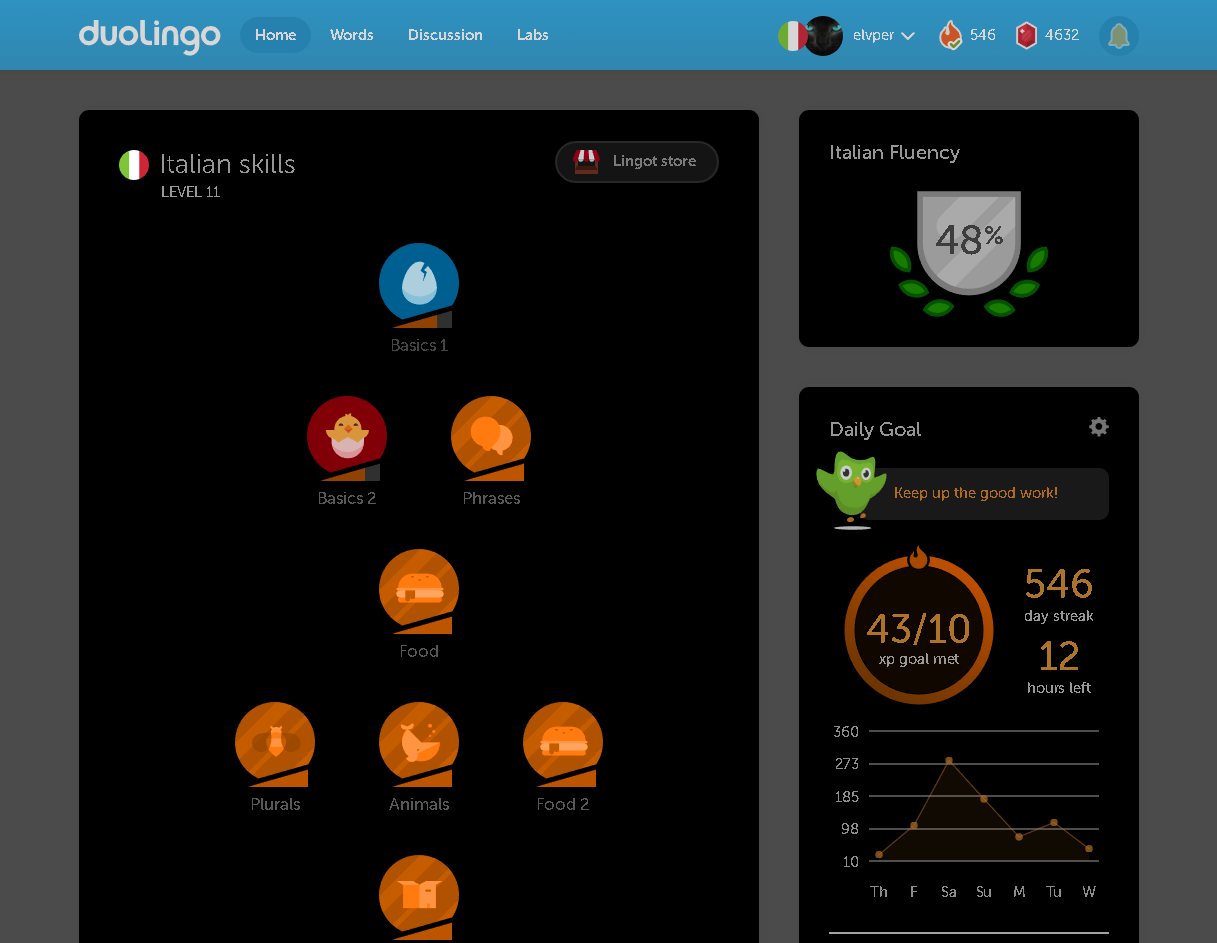 duolingo
Home Words Discussion Labs
elvper 546 4632
Italian skills
LEVEL 11
Lingot store
Basics 1
Basics 2 Phrases
Food
Plurals Animals Food 2
Italian Fluency
48%
Daily Goal
Keep up the good work!
43/10
xp goal met
546
day streak
12
hours left
360
273
185
98
10
Th F Sa Su M Tu W